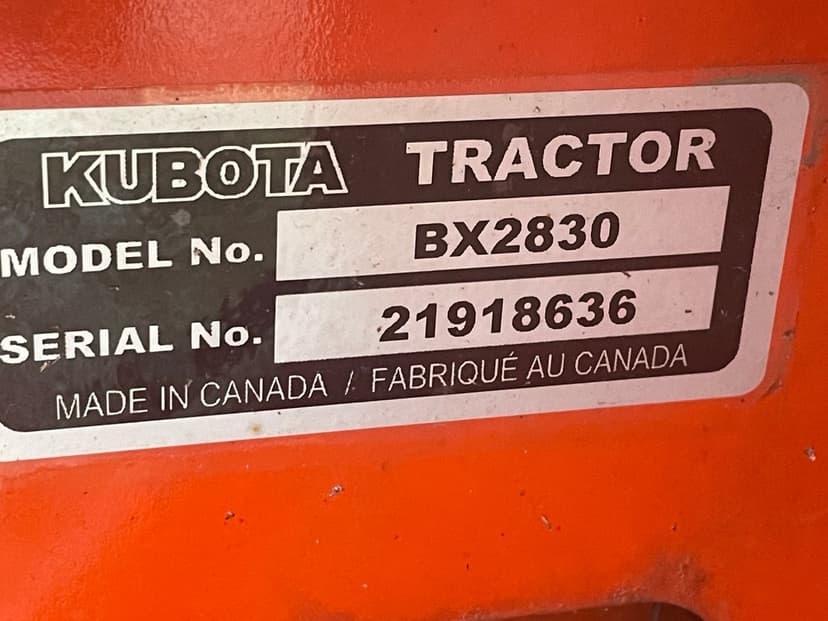 KUBOTA TRACTOR
MODEL No. BX2830
SERIAL No. 21918636
MADE IN CANADA / FABRIQUÉ AU CANADA